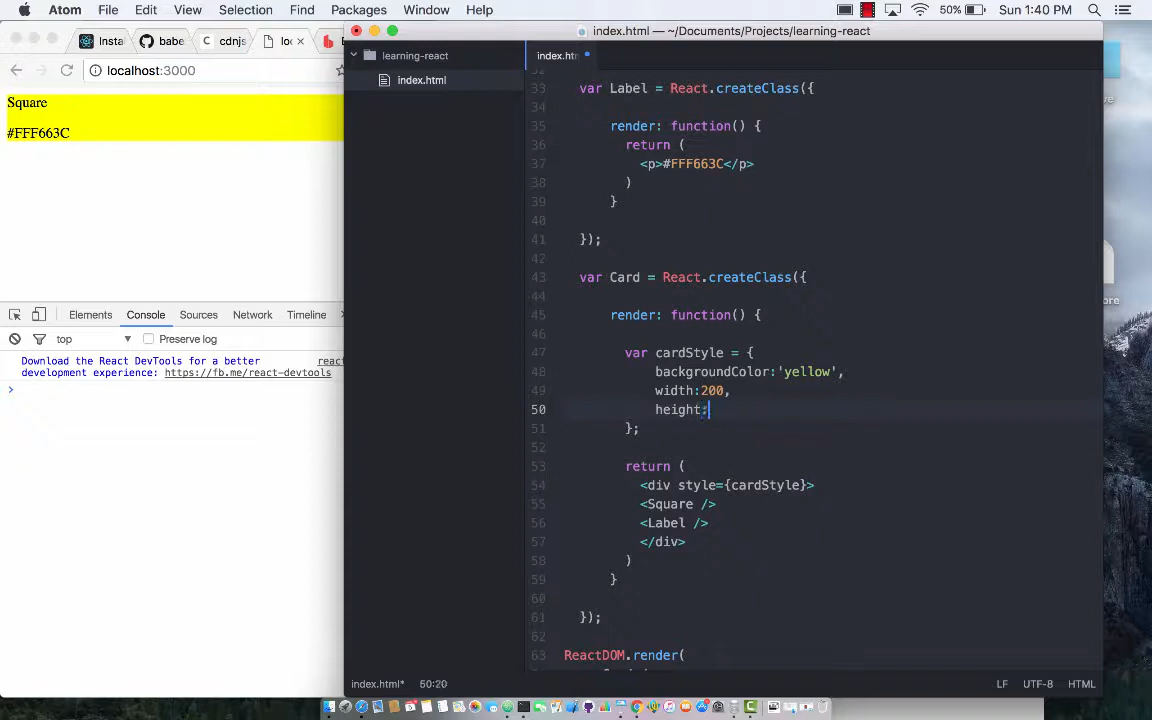 Atom File Edit View Selection Find Packages Window Help 50% Sun 1:40 PM
index.html — ~/Documents/Projects/learning-react
Insta babe cdnjs loc
learning-react index.htm
localhost:3000
index.html
Square
#FFF663C
33 var Label = React.createClass({
34
35 render: function() {
36 return (
37 <p>#FFF663C</p>
38 )
39 }
40
41 });
42
43 var Card = React.createClass({
44
45 render: function() {
46
47 var cardStyle = {
48 backgroundColor:'yellow',
49 width:200,
50 height:
51 };
52
53 return (
54 <div style={cardStyle}>
55 <Square />
56 <Label />
57 </div>
58 )
59 }
60
61 });
62
63 ReactDOM.render(
Elements Console Sources Network Timeline
top Preserve log
Download the React DevTools for a better react
development experience: https://fb.me/react-devtools
index.html* 50:20 LF UTF-8 HTML